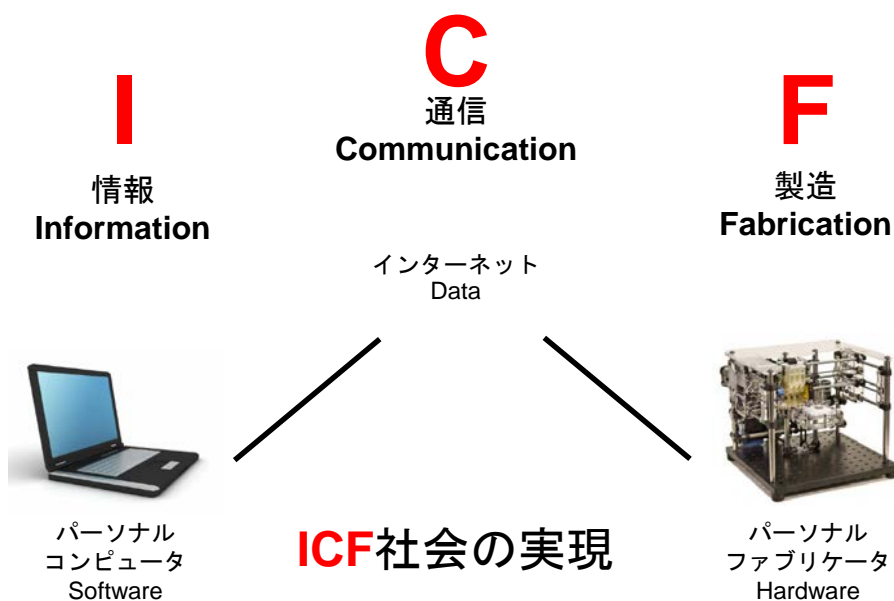 I
情報
Information
C
通信
Communication
F
製造
Fabrication
インターネット
Data
パーソナル
コンピュータ
Software
ICF社会の実現
パーソナル
ファブリケータ
Hardware